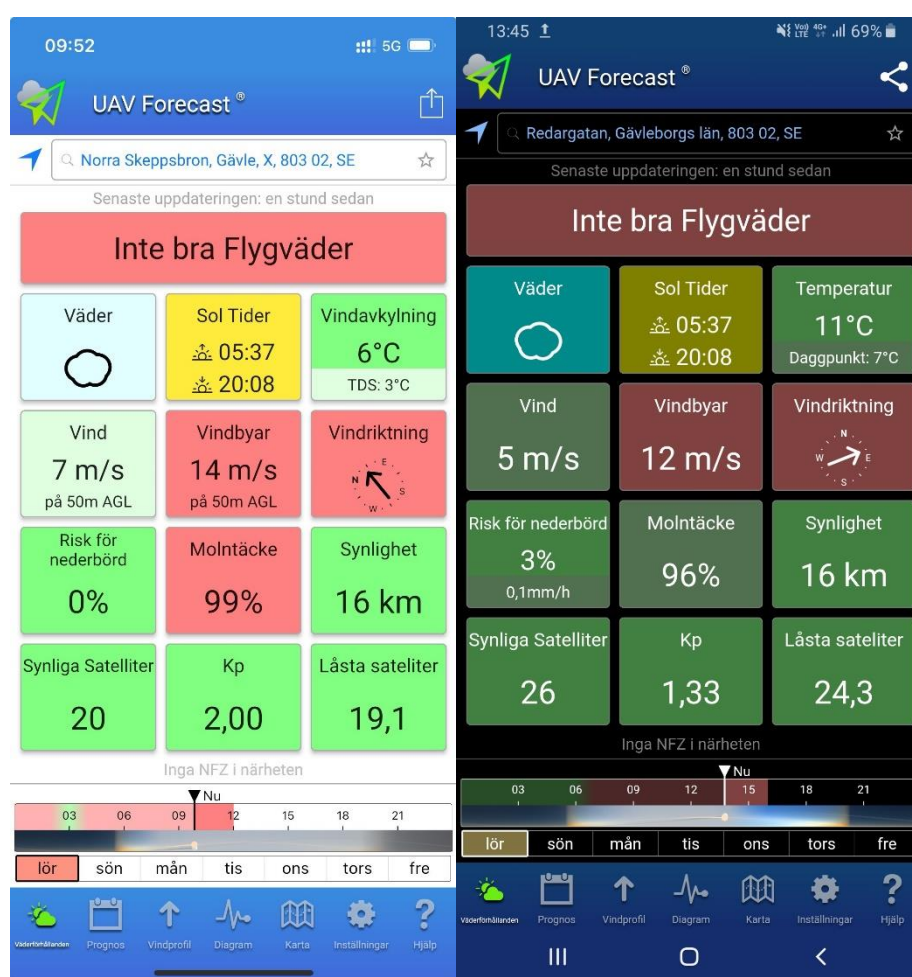 09:52
5G
UAV Forecast ®
Norra Skeppsbron, Gävle, X, 803 02, SE
Senaste uppdateringen: en stund sedan
Inte bra Flygväder
Väder
Sol Tider
05:37
20:08
Vindavkylning
6°C
TDS: 3°C
Vind
7 m/s
på 50m AGL
Vindbyar
14 m/s
på 50m AGL
Vindriktning
N
E
S
W
Risk för
nederbörd
0%
Molntäcke
99%
Synlighet
16 km
Synliga Satelliter
20
Kp
2,00
Låsta sateliter
19,1
Inga NFZ i närheten
Nu
03 06 09 12 15 18 21
lör sön mån tis ons tors fre
Väderförhållanden Prognos Vindprofil Diagram Karta Inställningar Hjälp
13:45
Vo)) LTE 4G+ 69%
UAV Forecast ®
Redargatan, Gävleborgs län, 803 02, SE
Senaste uppdateringen: en stund sedan
Inte bra Flygväder
Väder
Sol Tider
05:37
20:08
Temperatur
11°C
Daggpunkt: 7°C
Vind
5 m/s
Vindbyar
12 m/s
Vindriktning
N
W
E
S
Risk för nederbörd
3%
0,1mm/h
Molntäcke
96%
Synlighet
16 km
Synliga Satelliter
26
Kp
1,33
Låsta sateliter
24,3
Inga NFZ i närheten
Nu
03 06 09 12 15 18 21
lör sön mån tis ons tors fre
Väderförhållanden Prognos Vindprofil Diagram Karta Inställningar Hjälp